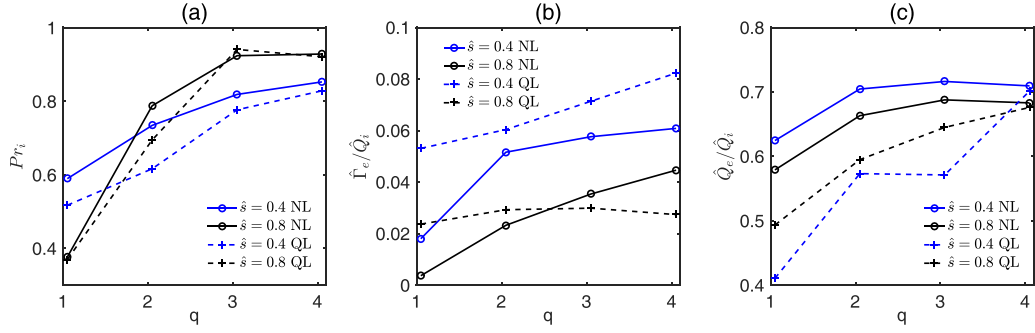 (a)
Pr_i
1
0.8
0.6
0.4
1 2 3 4
q
ŝ = 0.4 NL
ŝ = 0.8 NL
ŝ = 0.4 QL
ŝ = 0.8 QL
(b)
Γ̂_e/Q̂_i
0.1
0.08
0.06
0.04
0.02
0
1 2 3 4
q
ŝ = 0.4 NL
ŝ = 0.8 NL
ŝ = 0.4 QL
ŝ = 0.8 QL
(c)
Q̂_e/Q̂_i
0.8
0.7
0.6
0.5
0.4
1 2 3 4
q
ŝ = 0.4 NL
ŝ = 0.8 NL
ŝ = 0.4 QL
ŝ = 0.8 QL